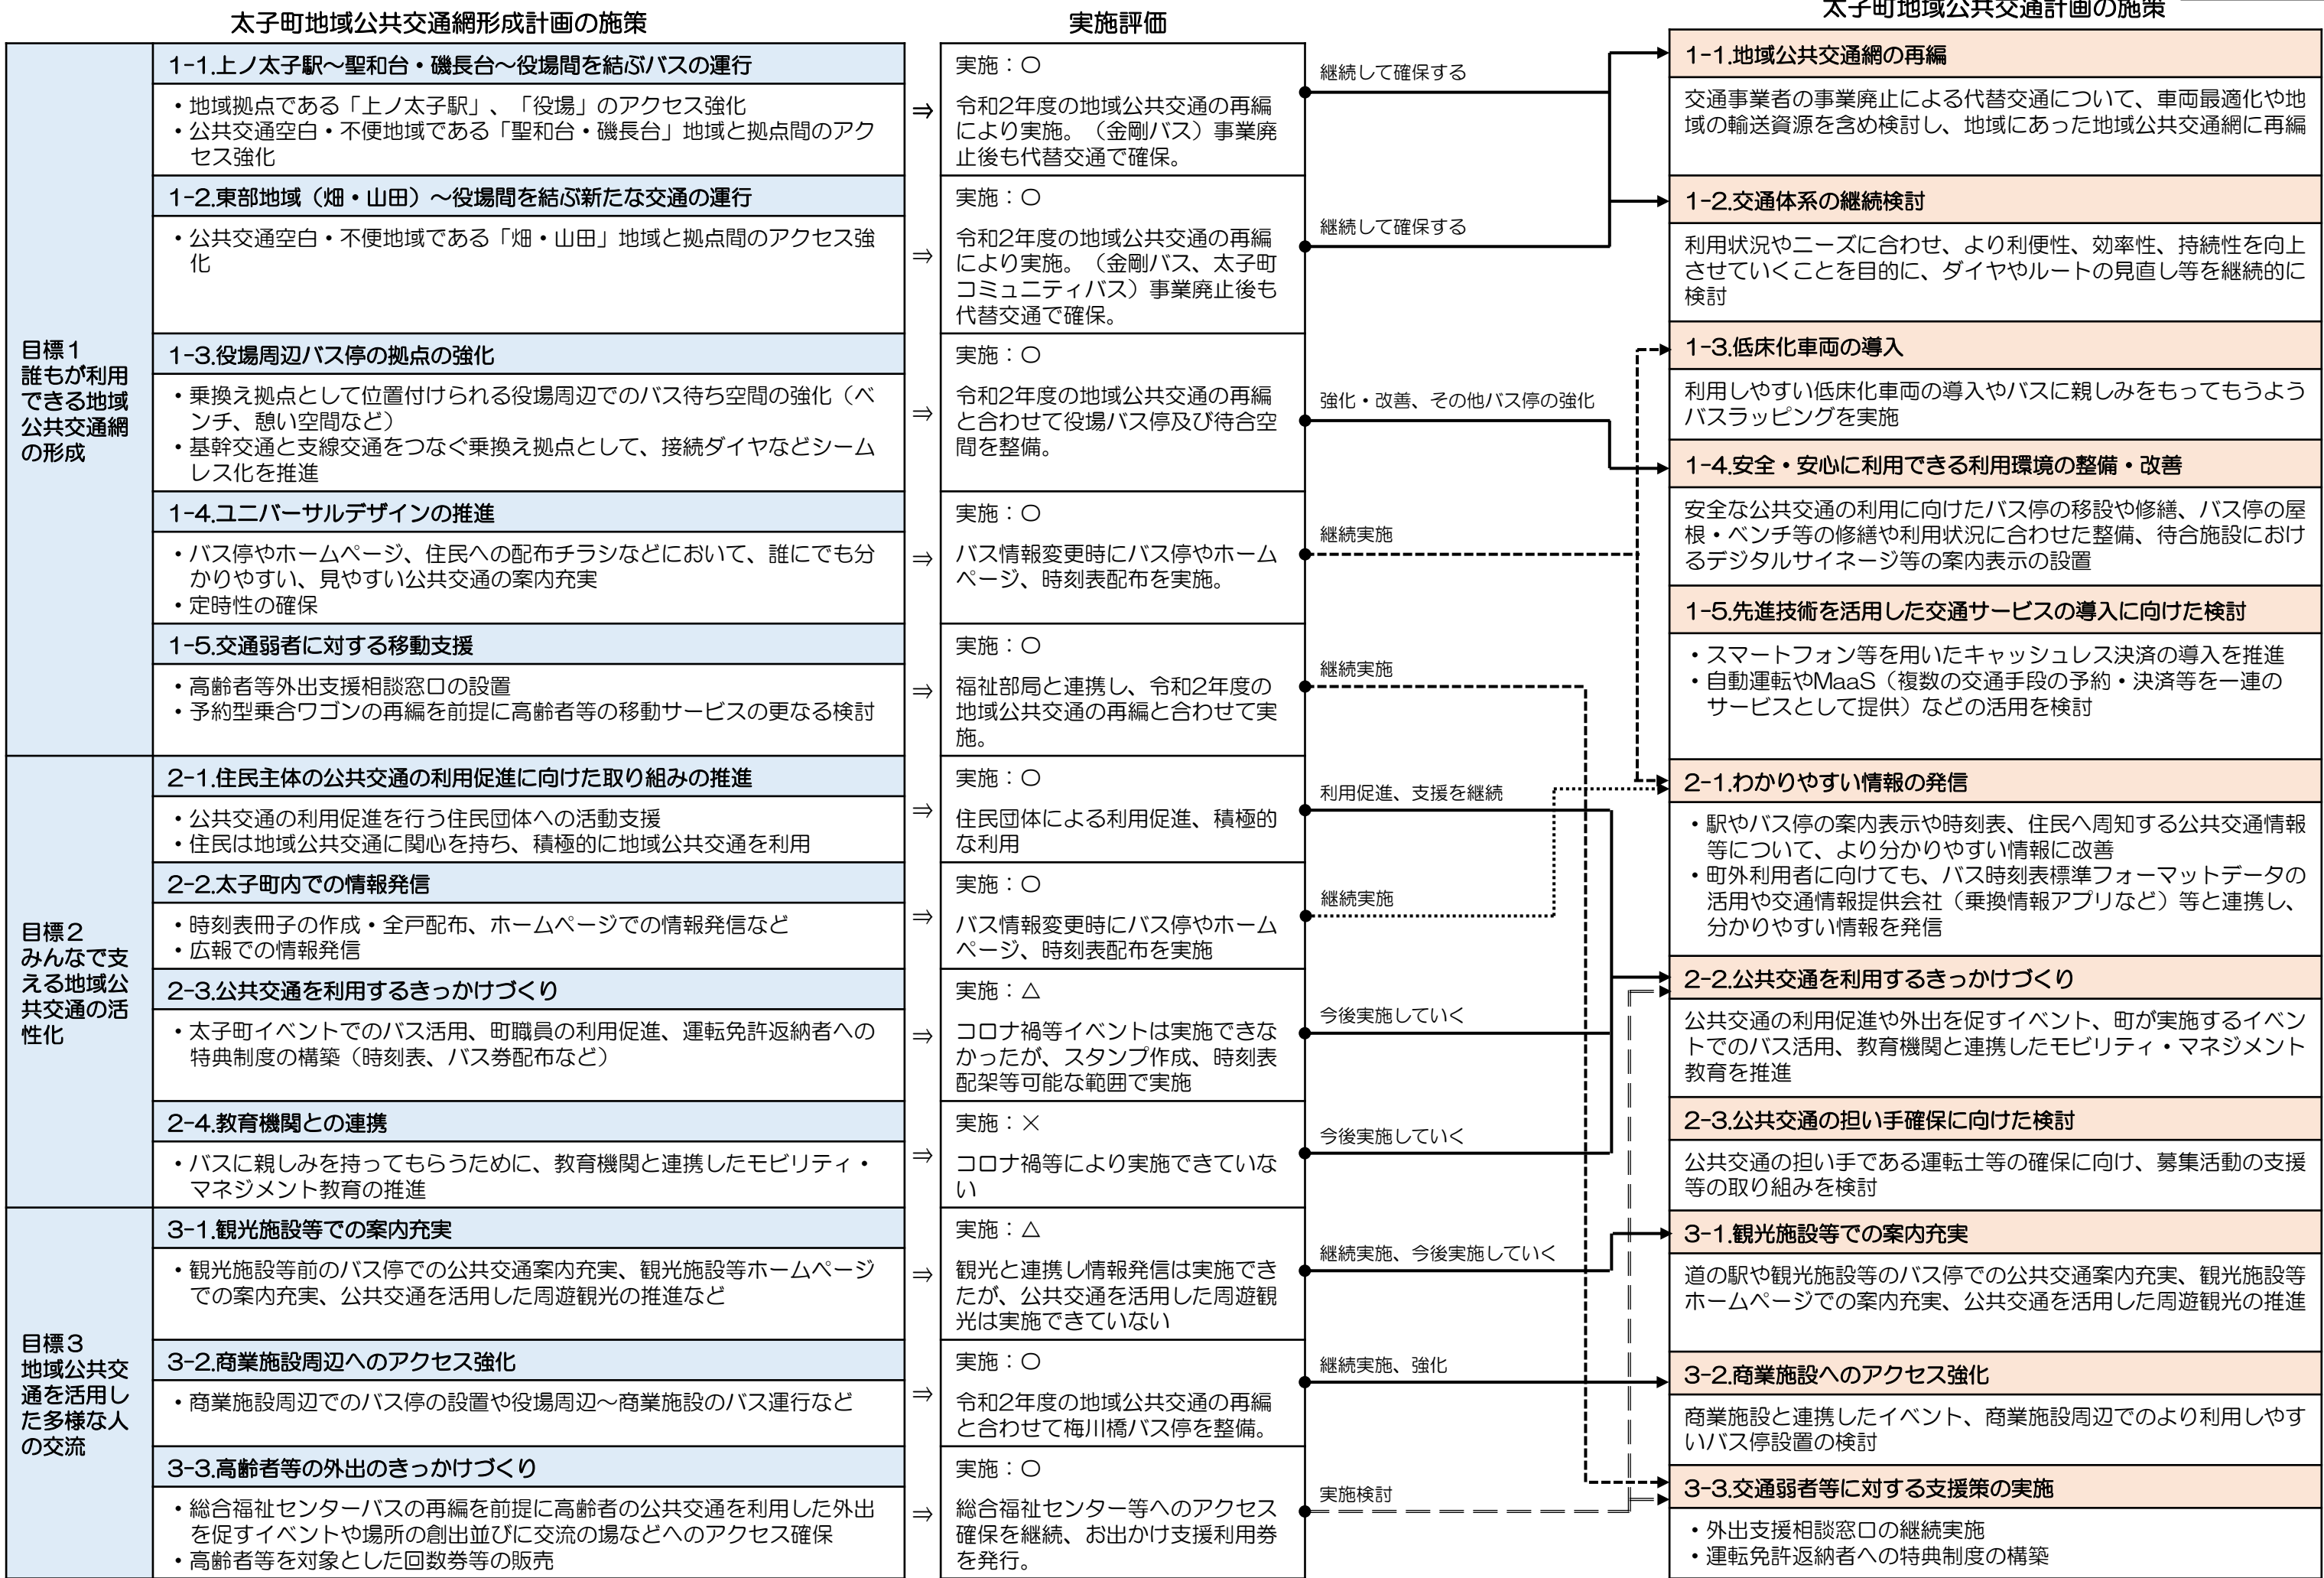 太子町地域公共交通網形成計画の施策
実施評価
太子町地域公共交通計画の施策
目標１
誰もが利用
できる地域
公共交通網
の形成
1-1.上ノ太子駅～聖和台・磯長台～役場間を結ぶバスの運行
・地域拠点である「上ノ太子駅」、「役場」のアクセス強化
・公共交通空白・不便地域である「聖和台・磯長台」地域と拠点間のアク
セス強化
⇒
実施：〇
令和2年度の地域公共交通の再編
により実施。（金剛バス）事業廃
止後も代替交通で確保。
継続して確保する
1-2.東部地域（畑・山田）～役場間を結ぶ新たな交通の運行
・公共交通空白・不便地域である「畑・山田」地域と拠点間のアクセス強
化
⇒
実施：〇
令和2年度の地域公共交通の再編
により実施。（金剛バス、太子町
コミュニティバス）事業廃止後も
代替交通で確保。
継続して確保する
1-3.役場周辺バス停の拠点の強化
・乗換え拠点として位置付けられる役場周辺でのバス待ち空間の強化（ベ
ンチ、憩い空間など）
・基幹交通と支線交通をつなぐ乗換え拠点として、接続ダイヤなどシーム
レス化を推進
⇒
実施：〇
令和2年度の地域公共交通の再編
と合わせて役場バス停及び待合空
間を整備。
強化・改善、その他バス停の強化
1-4.ユニバーサルデザインの推進
・バス停やホームページ、住民への配布チラシなどにおいて、誰にでも分
かりやすい、見やすい公共交通の案内充実
・定時性の確保
⇒
実施：〇
バス情報変更時にバス停やホーム
ページ、時刻表配布を実施。
継続実施
1-5.交通弱者に対する移動支援
・高齢者等外出支援相談窓口の設置
・予約型乗合ワゴンの再編を前提に高齢者等の移動サービスの更なる検討
⇒
実施：〇
福祉部局と連携し、令和2年度の
地域公共交通の再編と合わせて実
施。
継続実施
目標２
みんなで支
える地域公
共交通の活
性化
2-1.住民主体の公共交通の利用促進に向けた取り組みの推進
・公共交通の利用促進を行う住民団体への活動支援
・住民は地域公共交通に関心を持ち、積極的に地域公共交通を利用
⇒
実施：〇
住民団体による利用促進、積極的
な利用
利用促進、支援を継続
2-2.太子町内での情報発信
・時刻表冊子の作成・全戸配布、ホームページでの情報発信など
・広報での情報発信
⇒
実施：〇
バス情報変更時にバス停やホーム
ページ、時刻表配布を実施
継続実施
2-3.公共交通を利用するきっかけづくり
・太子町イベントでのバス活用、町職員の利用促進、運転免許返納者への
特典制度の構築（時刻表、バス券配布など）
⇒
実施：△
コロナ禍等イベントは実施できな
かったが、スタンプ作成、時刻表
配架等可能な範囲で実施
今後実施していく
2-4.教育機関との連携
・バスに親しみを持ってもらうために、教育機関と連携したモビリティ・
マネジメント教育の推進
⇒
実施：×
コロナ禍等により実施できていな
い
今後実施していく
目標３
地域公共交
通を活用し
た多様な人
の交流
3-1.観光施設等での案内充実
・観光施設等前のバス停での公共交通案内充実、観光施設等ホームページ
での案内充実、公共交通を活用した周遊観光の推進など
⇒
実施：△
観光と連携し情報発信は実施でき
たが、公共交通を活用した周遊観
光は実施できていない
継続実施、今後実施していく
3-2.商業施設周辺へのアクセス強化
・商業施設周辺でのバス停の設置や役場周辺～商業施設のバス運行など
⇒
実施：〇
令和2年度の地域公共交通の再編
と合わせて梅川橋バス停を整備。
継続実施、強化
3-3.高齢者等の外出のきっかけづくり
・総合福祉センターバスの再編を前提に高齢者の公共交通を利用した外出
を促すイベントや場所の創出並びに交流の場などへのアクセス確保
・高齢者等を対象とした回数券等の販売
⇒
実施：〇
総合福祉センター等へのアクセス
確保を継続、お出かけ支援利用券
を発行。
実施検討
1-1.地域公共交通網の再編
交通事業者の事業廃止による代替交通について、車両最適化や地
域の輸送資源を含め検討し、地域にあった地域公共交通網に再編
1-2.交通体系の継続検討
利用状況やニーズに合わせ、より利便性、効率性、持続性を向上
させていくことを目的に、ダイヤやルートの見直し等を継続的に
検討
1-3.低床化車両の導入
利用しやすい低床化車両の導入やバスに親しみをもってもうよう
バスラッピングを実施
1-4.安全・安心に利用できる利用環境の整備・改善
安全な公共交通の利用に向けたバス停の移設や修繕、バス停の屋
根・ベンチ等の修繕や利用状況に合わせた整備、待合施設におけ
るデジタルサイネージ等の案内表示の設置
1-5.先進技術を活用した交通サービスの導入に向けた検討
・スマートフォン等を用いたキャッシュレス決済の導入を推進
・自動運転やMaaS（複数の交通手段の予約・決済等を一連の
サービスとして提供）などの活用を検討
2-1.わかりやすい情報の発信
・駅やバス停の案内表示や時刻表、住民へ周知する公共交通情報
等について、より分かりやすい情報に改善
・町外利用者に向けても、バス時刻表標準フォーマットデータの
活用や交通情報提供会社（乗換情報アプリなど）等と連携し、
分かりやすい情報を発信
2-2.公共交通を利用するきっかけづくり
公共交通の利用促進や外出を促すイベント、町が実施するイベン
トでのバス活用、教育機関と連携したモビリティ・マネジメント
教育を推進
2-3.公共交通の担い手確保に向けた検討
公共交通の担い手である運転士等の確保に向け、募集活動の支援
等の取り組みを検討
3-1.観光施設等での案内充実
道の駅や観光施設等のバス停での公共交通案内充実、観光施設等
ホームページでの案内充実、公共交通を活用した周遊観光の推進
3-2.商業施設へのアクセス強化
商業施設と連携したイベント、商業施設周辺でのより利用しやす
いバス停設置の検討
3-3.交通弱者等に対する支援策の実施
・外出支援相談窓口の継続実施
・運転免許返納者への特典制度の構築